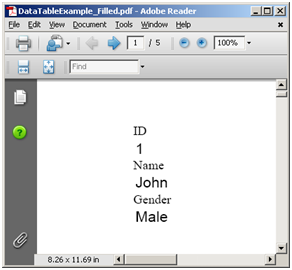 DataTableExample_Filled.pdf - Adobe Reader
File Edit View Document Tools Window Help
1 / 5 100%
Find
ID
1
Name
John
Gender
Male
8.26 x 11.69 in